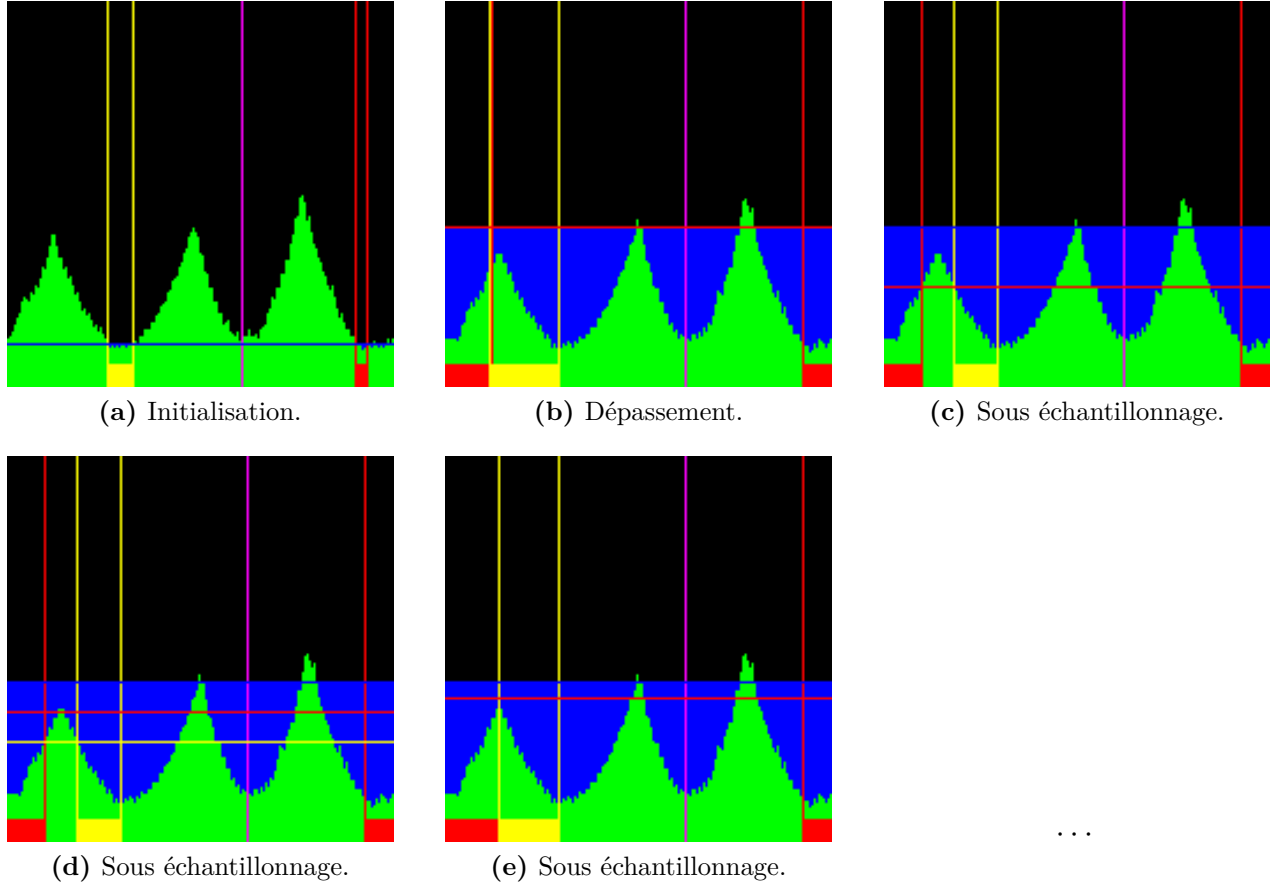 (a) Initialisation.
(b) Dépassement.
(c) Sous échantillonnage.
(d) Sous échantillonnage.
(e) Sous échantillonnage.
...